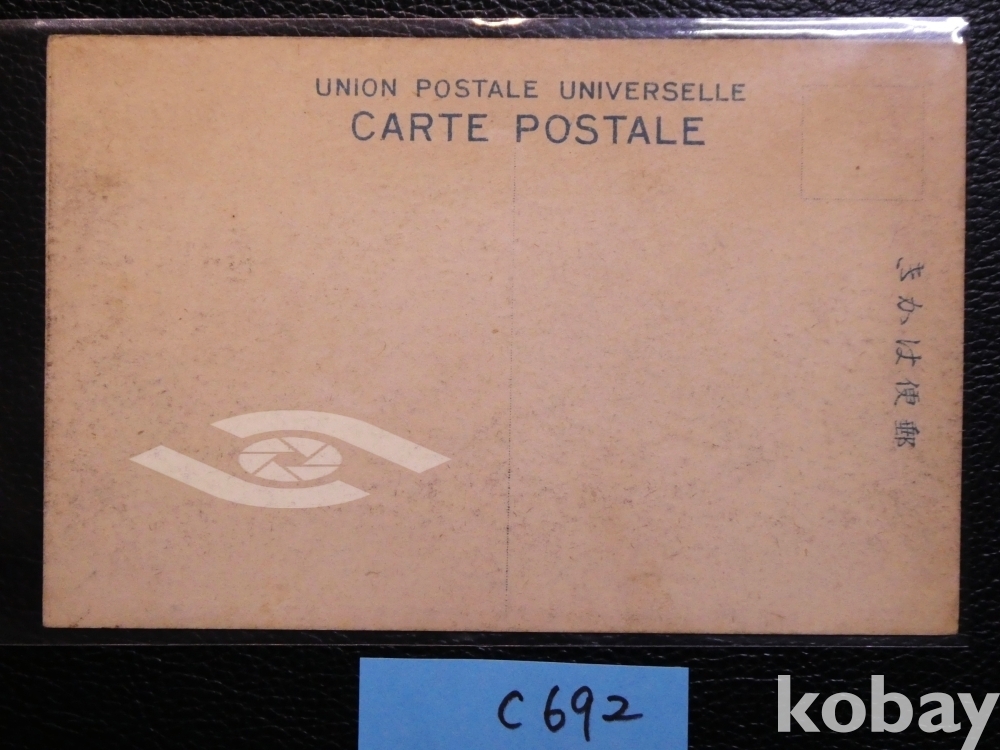 UNION POSTALE UNIVERSELLE
CARTE POSTALE
きかは便郵
C692
kobay